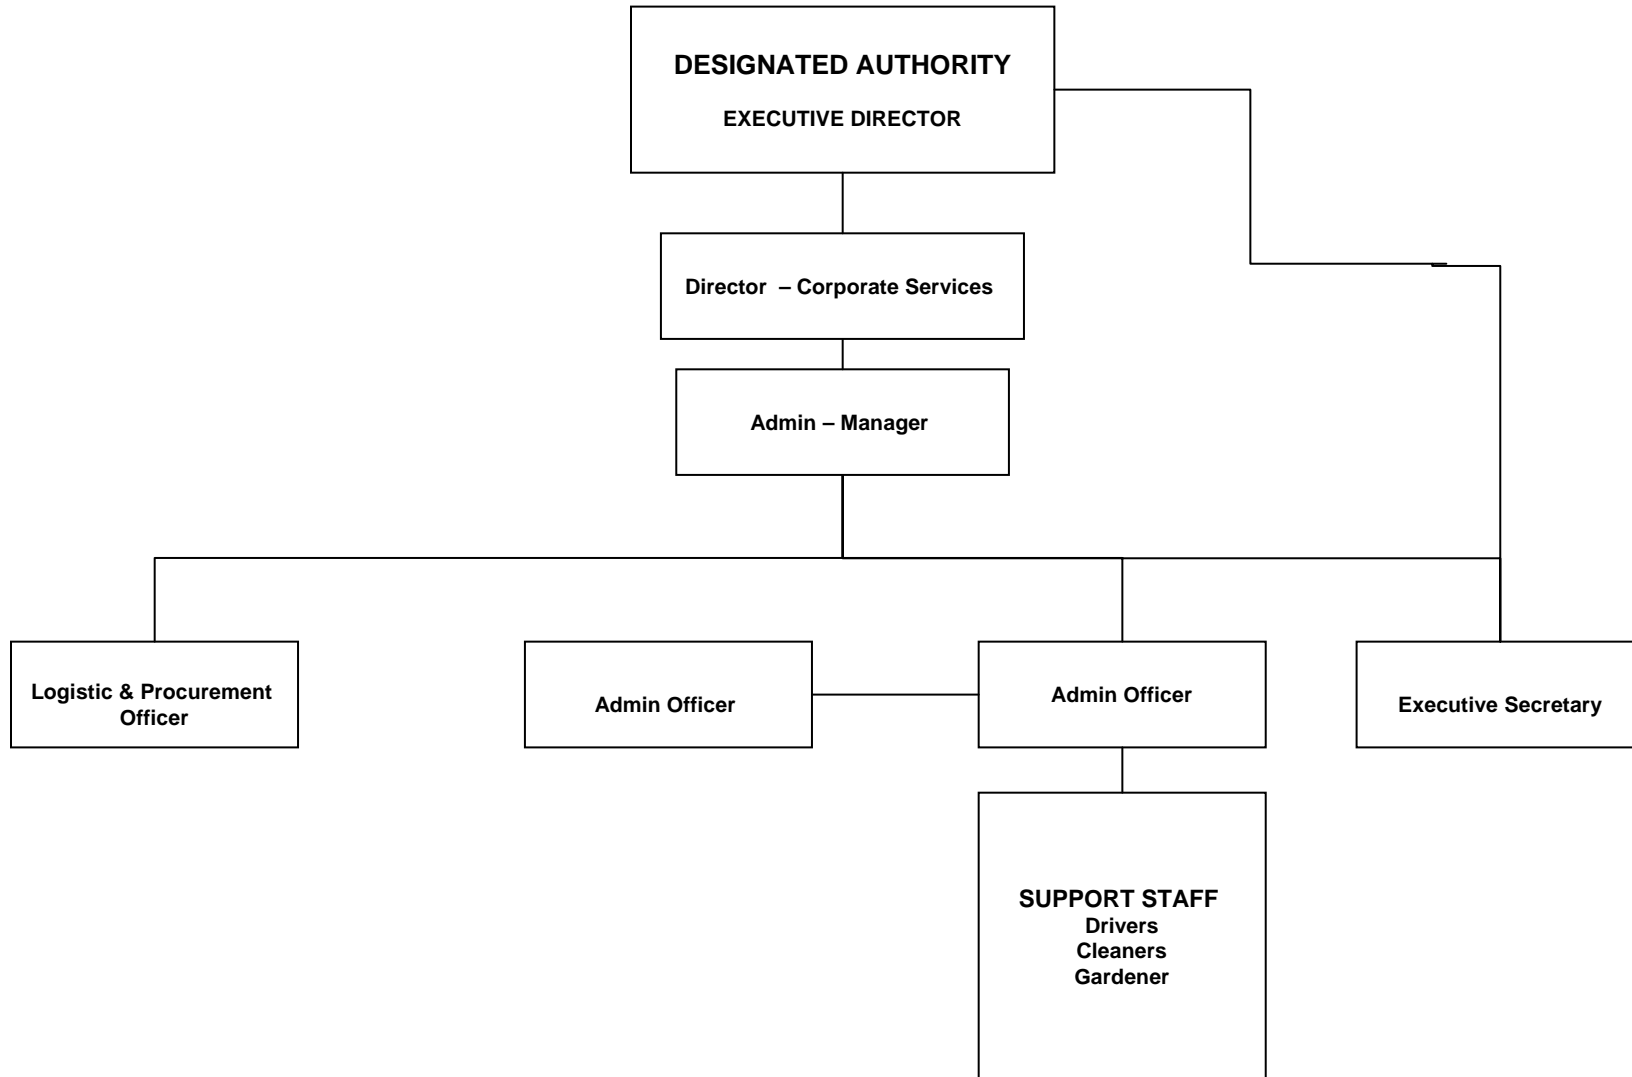 DESIGNATED AUTHORITY
EXECUTIVE DIRECTOR
Director – Corporate Services
Admin – Manager
Logistic & Procurement
Officer
Admin Officer
Admin Officer
Executive Secretary
SUPPORT STAFF
Drivers
Cleaners
Gardener